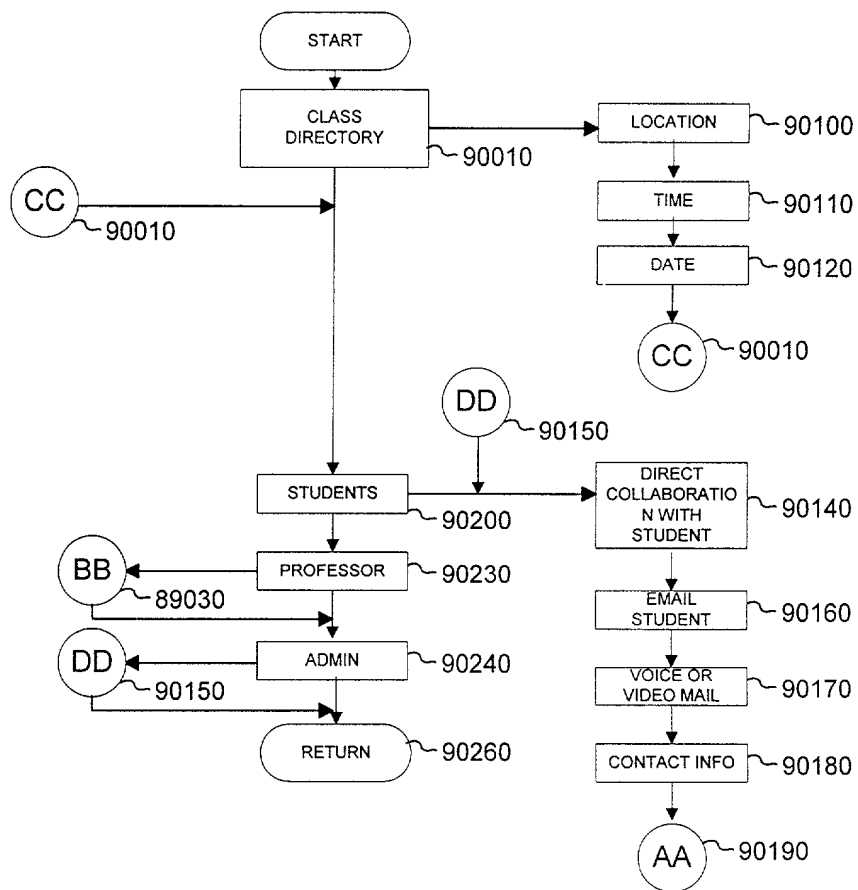 START
CLASS
DIRECTORY
90010
LOCATION
90100
CC
90010
TIME
90110
DATE
90120
CC
90010
DD
90150
STUDENTS
90200
DIRECT
COLLABORATIO
N WITH
STUDENT
90140
BB
89030
PROFESSOR
90230
EMAIL
STUDENT
90160
DD
90150
ADMIN
90240
VOICE OR
VIDEO MAIL
90170
RETURN
90260
CONTACT INFO
90180
AA
90190